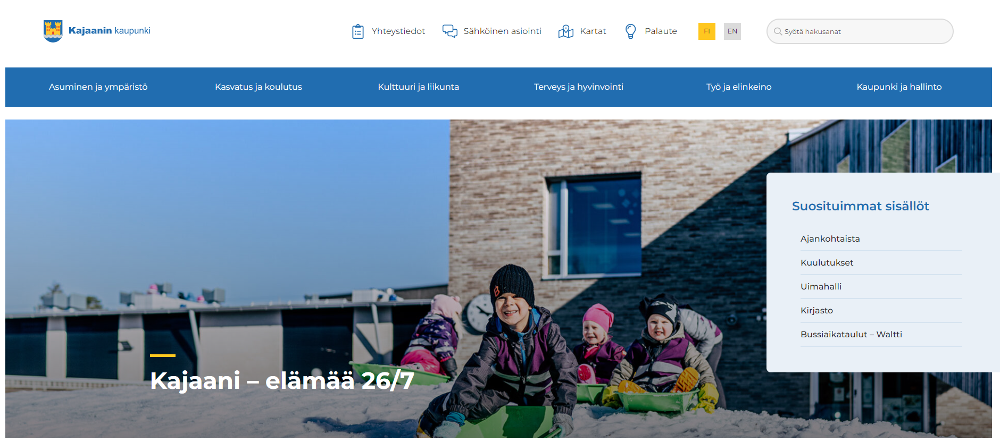 Kajaanin kaupunki
Yhteystiedot
Sähköinen asiointi
Kartat
Palaute
FI
EN
Syötä hakusanat
Asuminen ja ympäristö
Kasvatus ja koulutus
Kulttuuri ja liikunta
Terveys ja hyvinvointi
Työ ja elinkeino
Kaupunki ja hallinto
Kajaani – elämää 26/7
Suosituimmat sisällöt
Ajankohtaista
Kuulutukset
Uimahalli
Kirjasto
Bussiaikataulut – Waltti